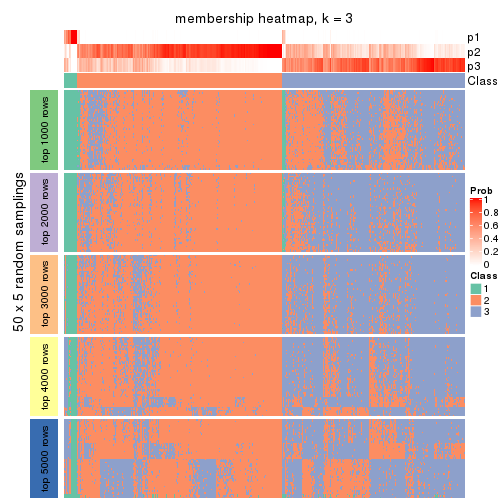 membership heatmap, k = 3
p1
p2
p3
Class
50 x 5 random samplings
top 1000 rows
top 2000 rows
top 3000 rows
top 4000 rows
top 5000 rows
Prob
1
0.8
0.6
0.4
0.2
0
Class
1
2
3